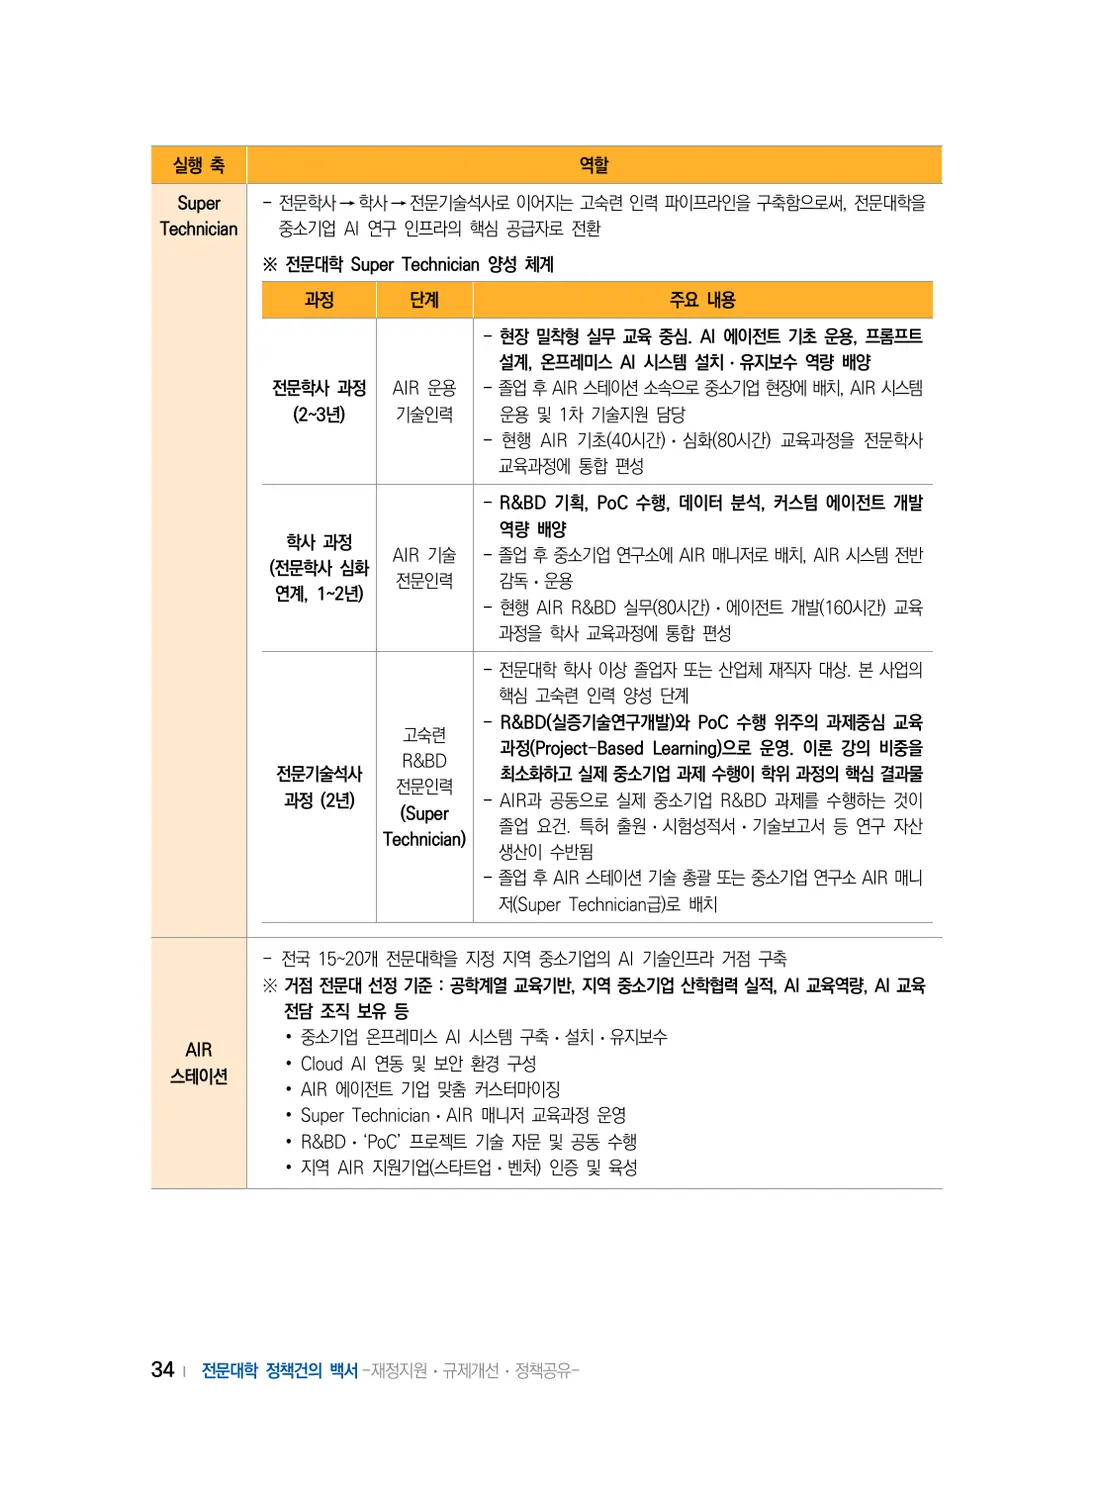 실행 축
역할
Super
Technician
- 전문학사 → 학사 → 전문기술석사로 이어지는 고숙련 인력 파이프라인을 구축함으로써, 전문대학을
중소기업 AI 연구 인프라의 핵심 공급자로 전환
※ 전문대학 Super Technician 양성 체계
과정
단계
주요 내용
전문학사 과정
(2~3년)
AIR 운용
기술인력
- 현장 밀착형 실무 교육 중심. AI 에이전트 기초 운용, 프롬프트
설계, 온프레미스 AI 시스템 설치·유지보수 역량 배양
- 졸업 후 AIR 스테이션 소속으로 중소기업 현장에 배치, AIR 시스템
운용 및 1차 기술지원 담당
- 현행 AIR 기초(40시간)·심화(80시간) 교육과정을 전문학사
교육과정에 통합 편성
학사 과정
(전문학사 심화
연계, 1~2년)
AIR 기술
전문인력
- R&BD 기획, PoC 수행, 데이터 분석, 커스텀 에이전트 개발
역량 배양
- 졸업 후 중소기업 연구소에 AIR 매니저로 배치, AIR 시스템 전반
감독·운용
- 현행 AIR R&BD 실무(80시간)·에이전트 개발(160시간) 교육
과정을 학사 교육과정에 통합 편성
전문기술석사
과정 (2년)
고숙련
R&BD
전문인력
(Super
Technician)
- 전문대학 학사 이상 졸업자 또는 산업체 재직자 대상. 본 사업의
핵심 고숙련 인력 양성 단계
- R&BD(실증기술연구개발)와 PoC 수행 위주의 과제중심 교육
과정(Project-Based Learning)으로 운영. 이론 강의 비중을
최소화하고 실제 중소기업 과제 수행이 학위 과정의 핵심 결과물
- AIR과 공동으로 실제 중소기업 R&BD 과제를 수행하는 것이
졸업 요건. 특허 출원·시험성적서·기술보고서 등 연구 자산
생산이 수반됨
- 졸업 후 AIR 스테이션 기술 총괄 또는 중소기업 연구소 AIR 매니
저(Super Technician급)로 배치
AIR
스테이션
- 전국 15~20개 전문대학을 지정 지역 중소기업의 AI 기술인프라 거점 구축
※ 거점 전문대 선정 기준 : 공학계열 교육기반, 지역 중소기업 산학협력 실적, AI 교육역량, AI 교육
전담 조직 보유 등
• 중소기업 온프레미스 AI 시스템 구축·설치·유지보수
• Cloud AI 연동 및 보안 환경 구성
• AIR 에이전트 기업 맞춤 커스터마이징
• Super Technician·AIR 매니저 교육과정 운영
• R&BD·‘PoC’ 프로젝트 기술 자문 및 공동 수행
• 지역 AIR 지원기업(스타트업·벤처) 인증 및 육성
34 | 전문대학 정책건의 백서 -재정지원·규제개선·정책공유-